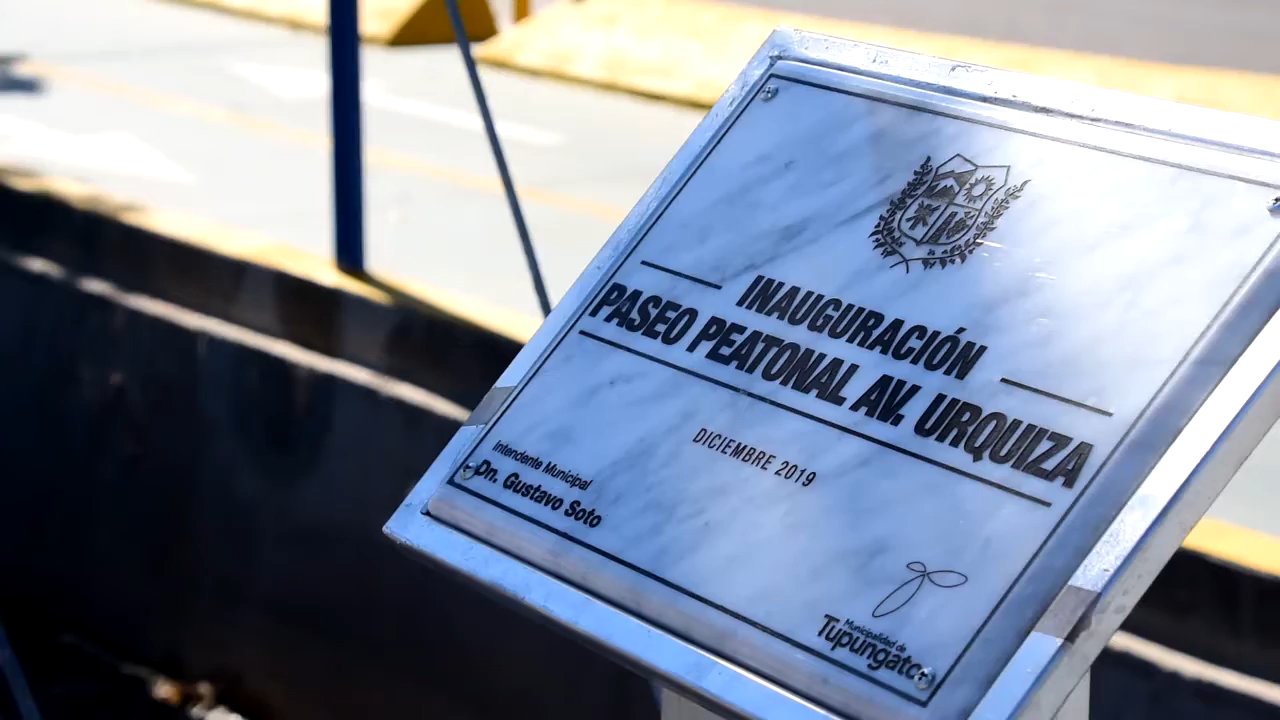 INAUGURACIÓN
PASEO PEATONAL AV. URQUIZA
DICIEMBRE 2019
Intendente Municipal
Dn. Gustavo Soto
Municipalidad de
Tupungato